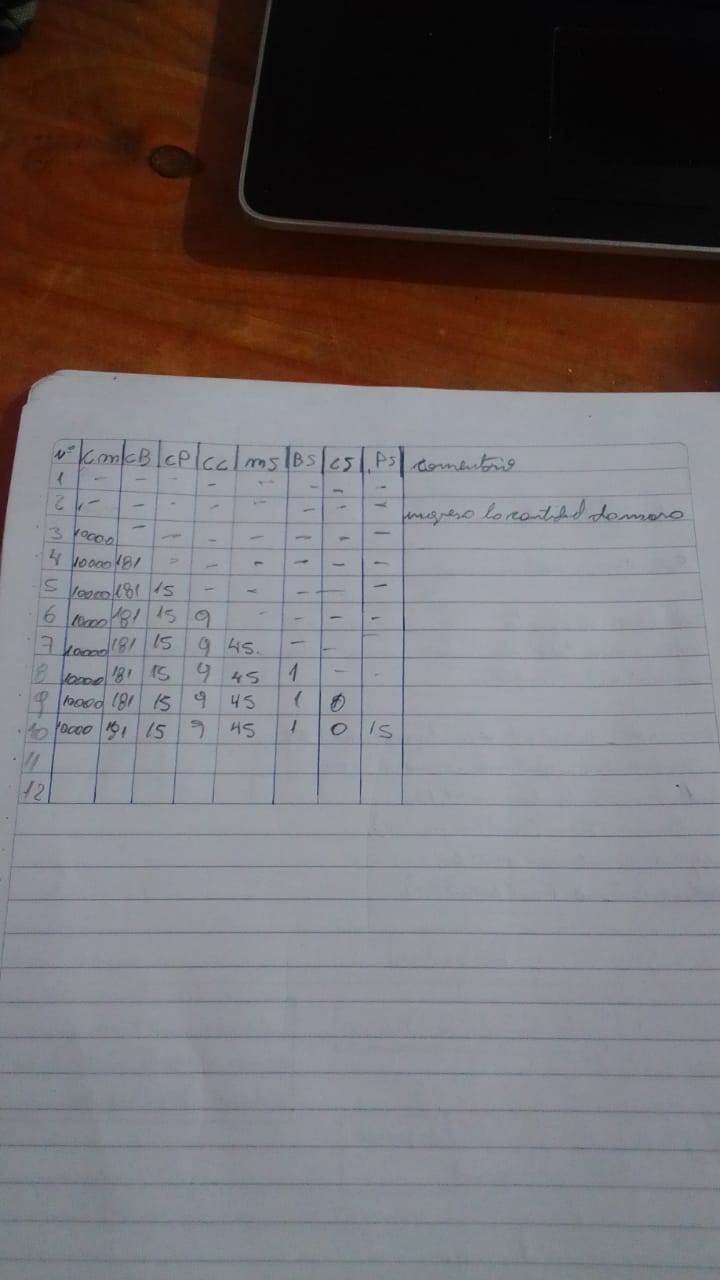 N° Cm CB CP CC MS BS CS PS comentario
1 - - - - - - - -
2 - - - - - - - - ingreso la cantidad de mano
3 10000 - - - - - - -
4 10000 181 - - - - - -
5 10000 181 15 - - - - -
6 10000 181 15 9 - - - -
7 10000 181 15 9 45. - - -
8 10000 181 15 9 45 1 - -
9 10000 181 15 9 45 1 0
10 10000 181 15 9 45 1 0 15
11
12